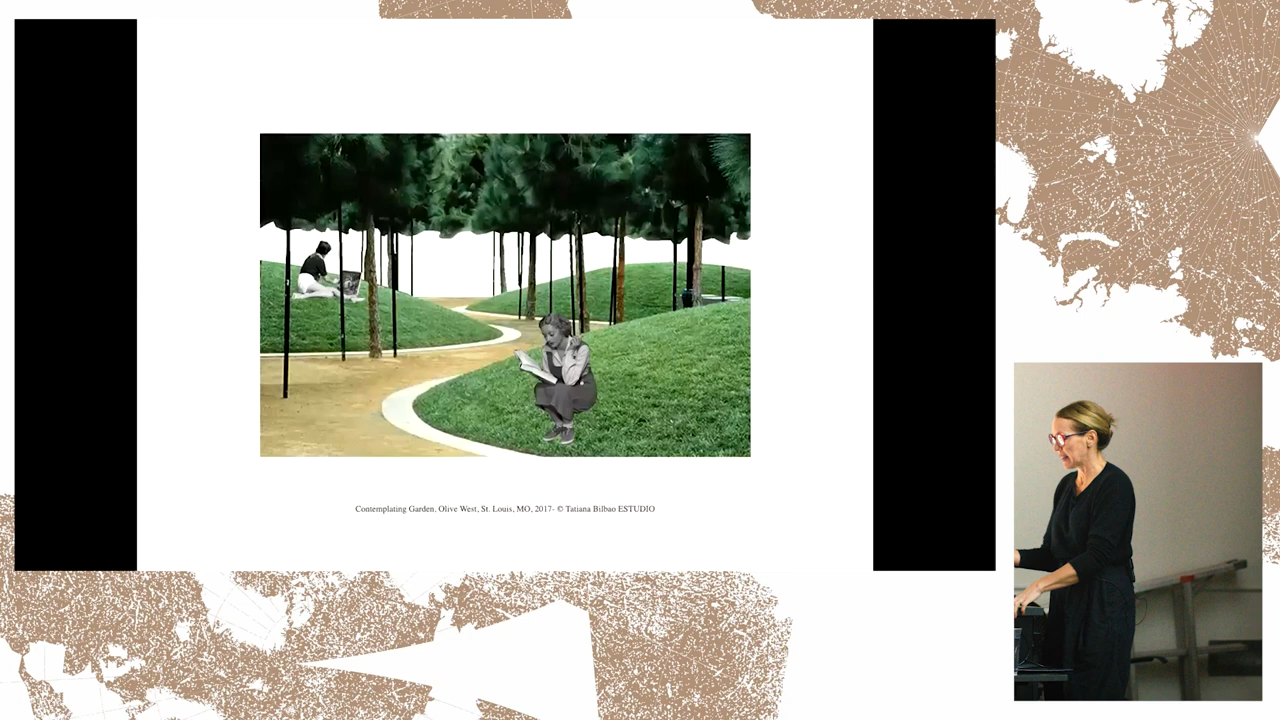 Contemplating Garden, Olive West, St. Louis, MO, 2017- © Tatiana Bilbao ESTUDIO